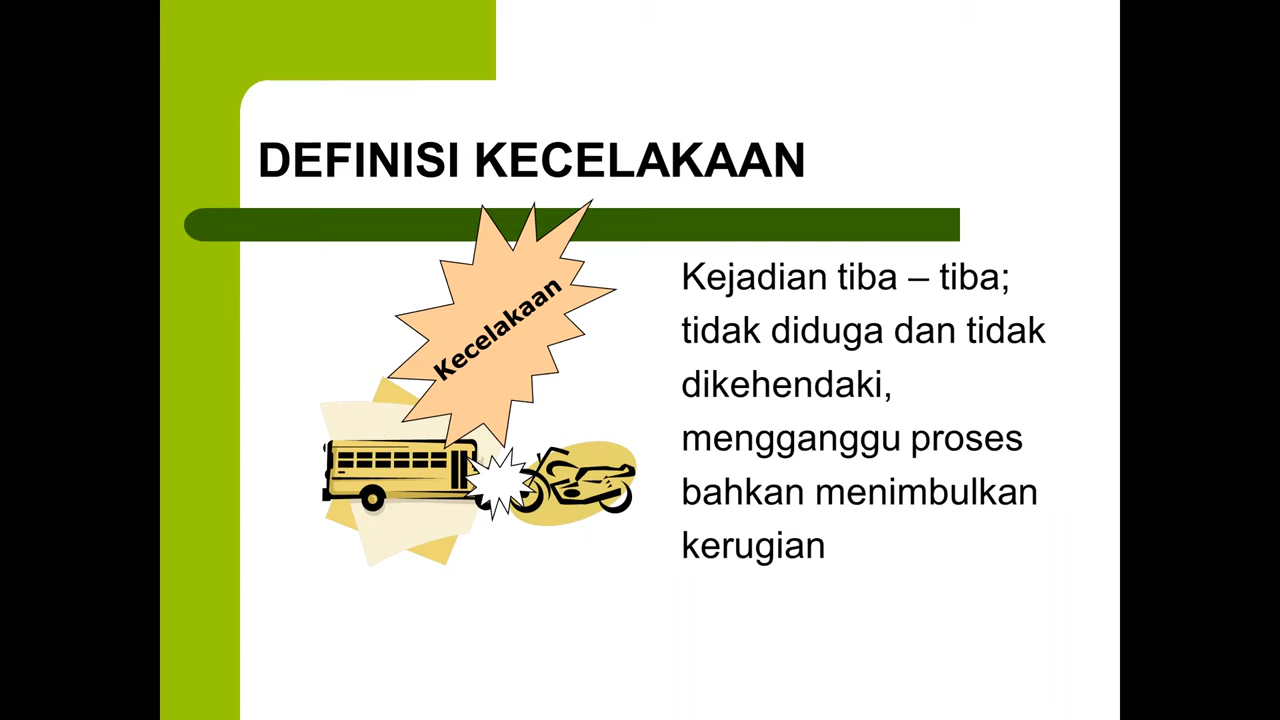 DEFINISI KECELAKAAN
Kecelakaan
Kejadian tiba – tiba;
tidak diduga dan tidak
dikehendaki,
mengganggu proses
bahkan menimbulkan
kerugian